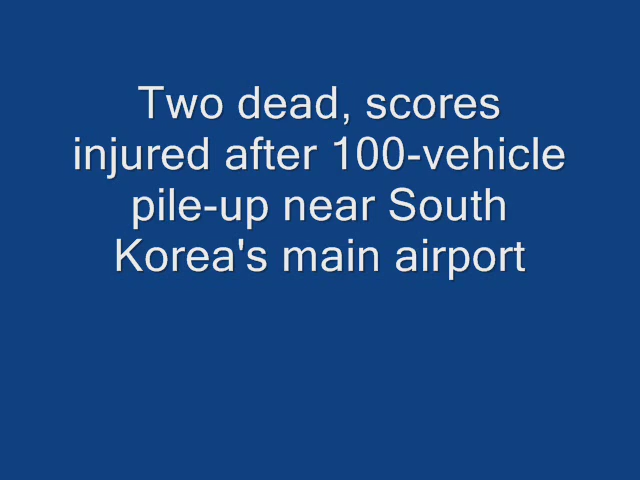 Two dead, scores
injured after 100-vehicle
pile-up near South
Korea's main airport